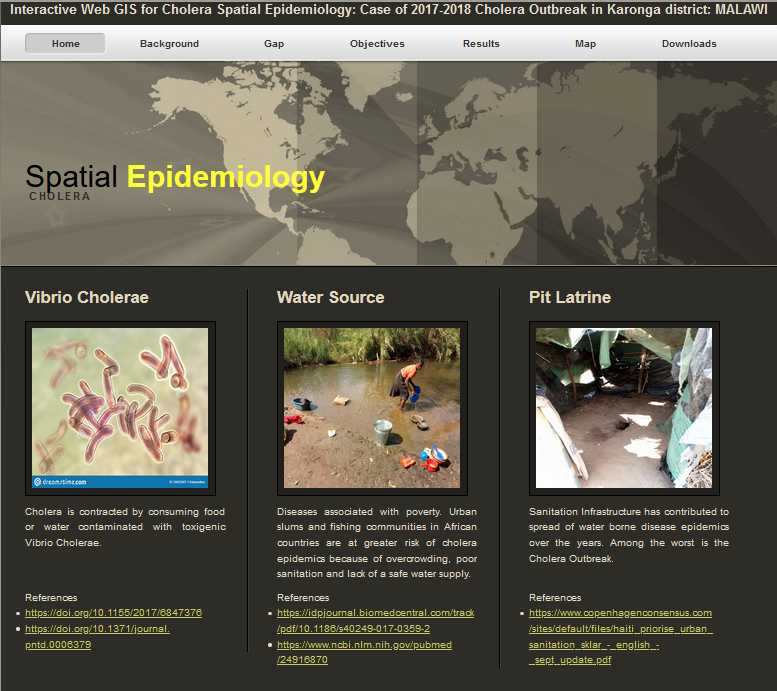 Interactive Web GIS for Cholera Spatial Epidemiology: Case of 2017-2018 Cholera Outbreak in Karonga district: MALAWI
Home Background Gap Objectives Results Map Downloads
Spatial Epidemiology
CHOLERA
Vibrio Cholerae
dreamstime.com
Cholera is contracted by consuming food
or water contaminated with toxigenic
Vibrio Cholerae.
References
https://doi.org/10.1155/2017/6847376
https://doi.org/10.1371/journal.
pntd.0006379
Water Source
Diseases associated with poverty. Urban
slums and fishing communities in African
countries are at greater risk of cholera
epidemics because of overcrowding, poor
sanitation and lack of a safe water supply.
References
https://idpjournal.biomedcentral.com/track
/pdf/10.1186/s40249-017-0359-2
https://www.ncbi.nlm.nih.gov/pubmed
/24916870
Pit Latrine
Sanitation Infrastructure has contributed to
spread of water borne disease epidemics
over the years. Among the worst is the
Cholera Outbreak.
References
https://www.copenhagenconsensus.com
/sites/default/files/haiti_priorise_urban_
sanitation_sklar_-_english_-
_sept_update.pdf